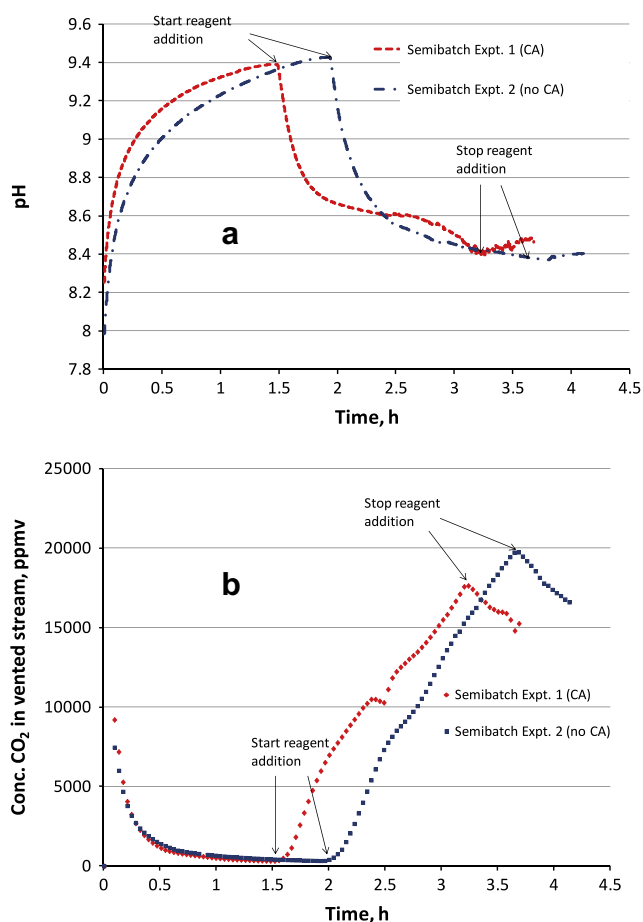 Start reagent
addition
Semibatch Expt. 1 (CA)
Semibatch Expt. 2 (no CA)
Stop reagent
addition
a
pH
9.6
9.4
9.2
9
8.8
8.6
8.4
8.2
8
7.8
0 0.5 1 1.5 2 2.5 3 3.5 4 4.5
Time, h
25000
20000
15000
10000
5000
0
Conc. CO2 in vented stream, ppmv
b
Stop reagent
addition
Start reagent
addition
Semibatch Expt. 1 (CA)
Semibatch Expt. 2 (no CA)
0 0.5 1 1.5 2 2.5 3 3.5 4 4.5
Time, h